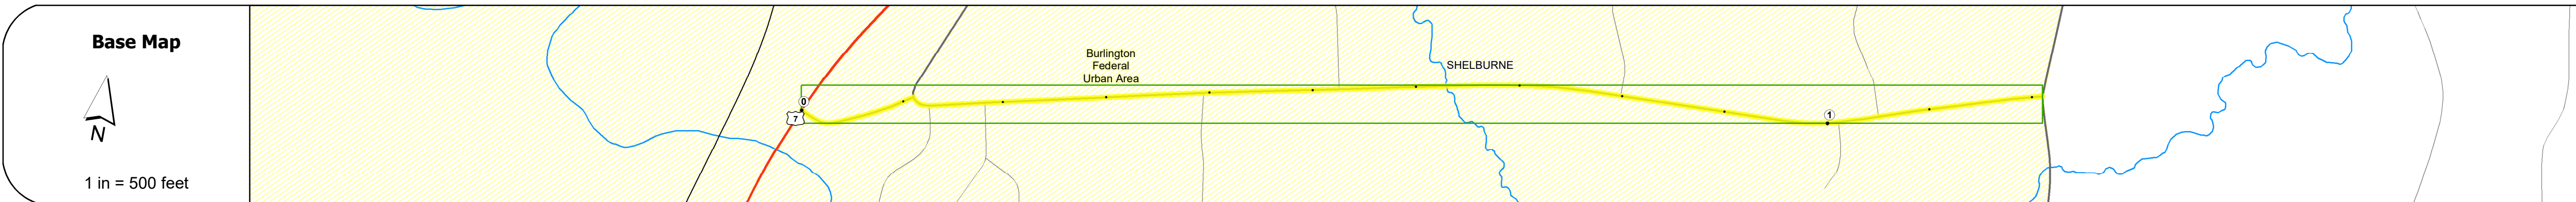 Base Map
N
1 in = 500 feet
0
7
Burlington
Federal
Urban Area
SHELBURNE
1